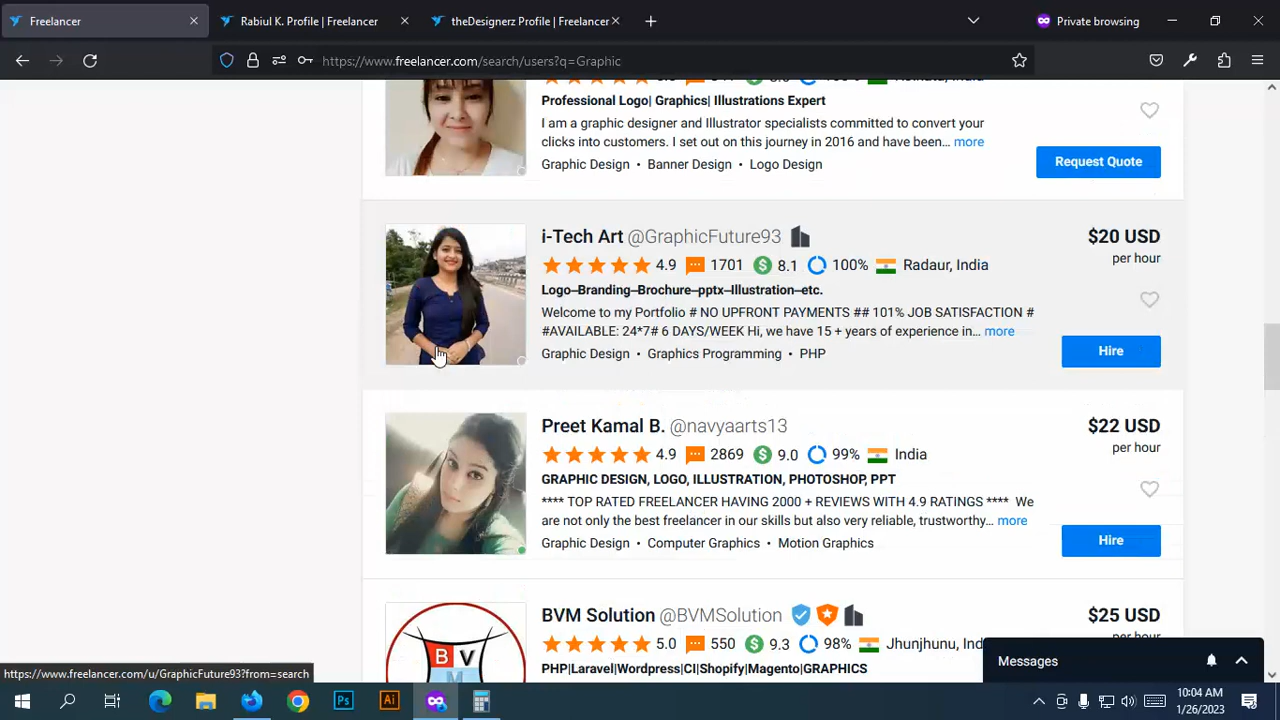 Freelancer
Rabiul K. Profile | Freelancer
theDesignerz Profile | Freelancer
Private browsing
https://www.freelancer.com/search/users?q=Graphic
Professional Logo| Graphics| Illustrations Expert
I am a graphic designer and Illustrator specialists committed to convert your
clicks into customers. I set out on this journey in 2016 and have been... more
Graphic Design • Banner Design • Logo Design
Request Quote
i-Tech Art @GraphicFuture93
$20 USD
4.9 1701 $ 8.1 100% Radaur, India
per hour
Logo--Branding--Brochure--pptx--Illustration--etc.
Welcome to my Portfolio # NO UPFRONT PAYMENTS ## 101% JOB SATISFACTION #
#AVAILABLE: 24*7# 6 DAYS/WEEK Hi, we have 15 + years of experience in... more
Graphic Design • Graphics Programming • PHP
Hire
Preet Kamal B. @navyaarts13
$22 USD
4.9 2869 $ 9.0 99% India
per hour
GRAPHIC DESIGN, LOGO, ILLUSTRATION, PHOTOSHOP, PPT
**** TOP RATED FREELANCER HAVING 2000 + REVIEWS WITH 4.9 RATINGS **** We
are not only the best freelancer in our skills but also very reliable, trustworthy... more
Graphic Design • Computer Graphics • Motion Graphics
Hire
BVM Solution @BVMSolution
$25 USD
5.0 550 $ 9.3 98% Jhunjhunu, Ind
PHP|Laravel|Wordpress|CI|Shopify|Magento|GRAPHICS
B V
M
Messages
https://www.freelancer.com/u/GraphicFuture93?from=search
Ps
Ai
10:04 AM
1/26/2023